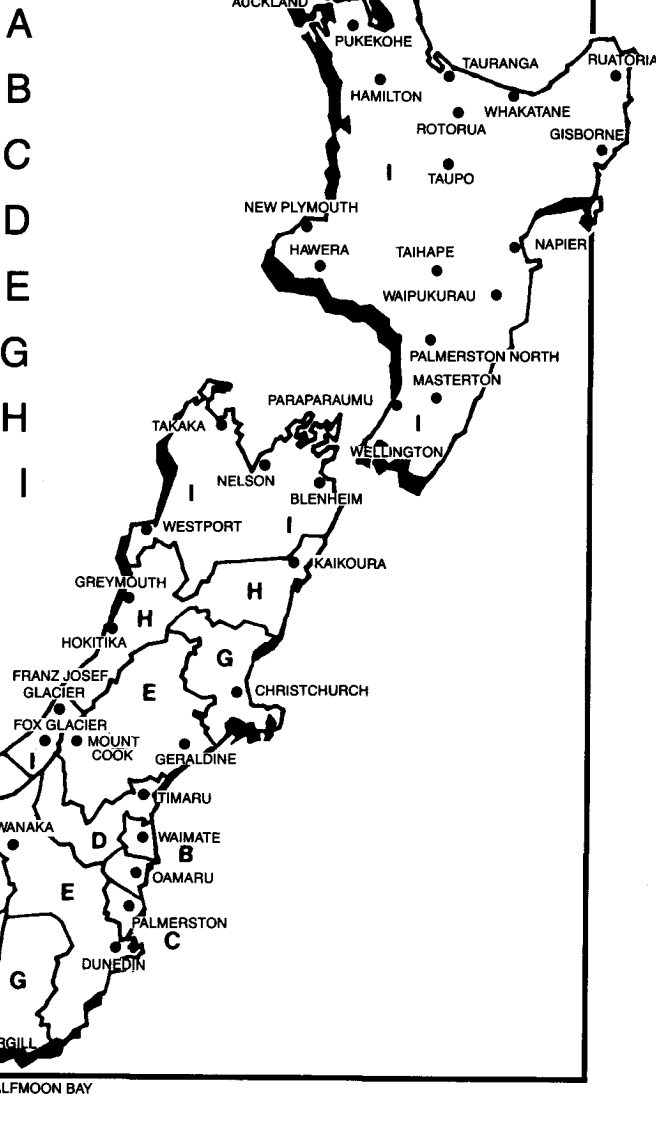 AUCKLAND
A
PUKEKOHE
TAURANGA
RUATORIA
B
HAMILTON
WHAKATANE
ROTORUA
GISBORNE
C
I
TAUPO
NEW PLYMOUTH
D
HAWERA
TAIHAPE
NAPIER
E
WAIPUKURAU
G
PALMERSTON NORTH
MASTERTON
PARAPARAUMU
H
TAKAKA
I
WELLINGTON
NELSON
I
I
BLENHEIM
I
WESTPORT
KAIKOURA
GREYMOUTH
H
H
HOKITIKA
G
FRANZ JOSEF
GLACIER
E
CHRISTCHURCH
FOX GLACIER
MOUNT
COOK
I
GERALDINE
TIMARU
WANAKA
D
WAIMATE
B
OAMARU
E
PALMERSTON
C
DUNEDIN
G
RGILL
ALFMOON BAY